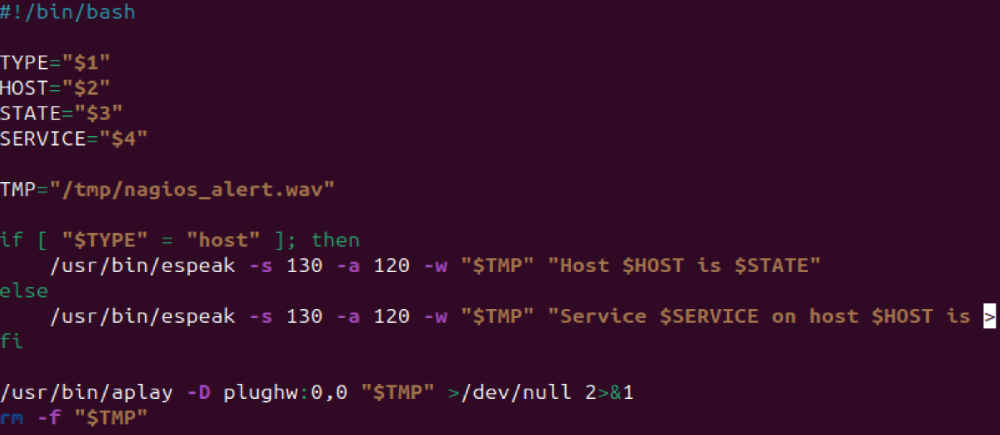 #!/bin/bash
TYPE="$1"
HOST="$2"
STATE="$3"
SERVICE="$4"
TMP="/tmp/nagios_alert.wav"
if [ "$TYPE" = "host" ]; then
    /usr/bin/espeak -s 130 -a 120 -w "$TMP" "Host $HOST is $STATE"
else
    /usr/bin/espeak -s 130 -a 120 -w "$TMP" "Service $SERVICE on host $HOST is >
fi
/usr/bin/aplay -D plughw:0,0 "$TMP" >/dev/null 2>&1
rm -f "$TMP"